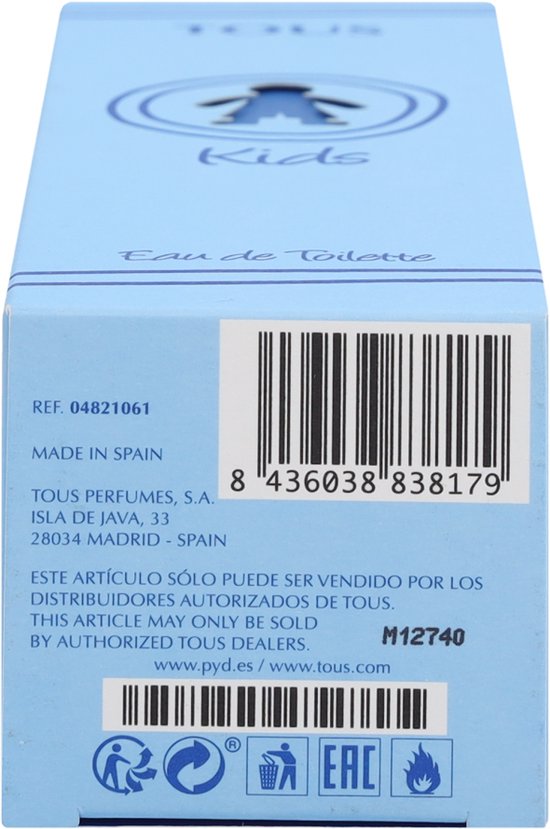 TOUS
Kids
Eau de Toilette
8 436038 838179
REF. 04821061
MADE IN SPAIN
TOUS PERFUMES, S.A.
ISLA DE JAVA, 33
28034 MADRID - SPAIN
ESTE ARTÍCULO SÓLO PUEDE SER VENDIDO POR LOS
DISTRIBUIDORES AUTORIZADOS DE TOUS.
THIS ARTICLE MAY ONLY BE SOLD
BY AUTHORIZED TOUS DEALERS.
M12740
www.pyd.es / www.tous.com
®
EAC